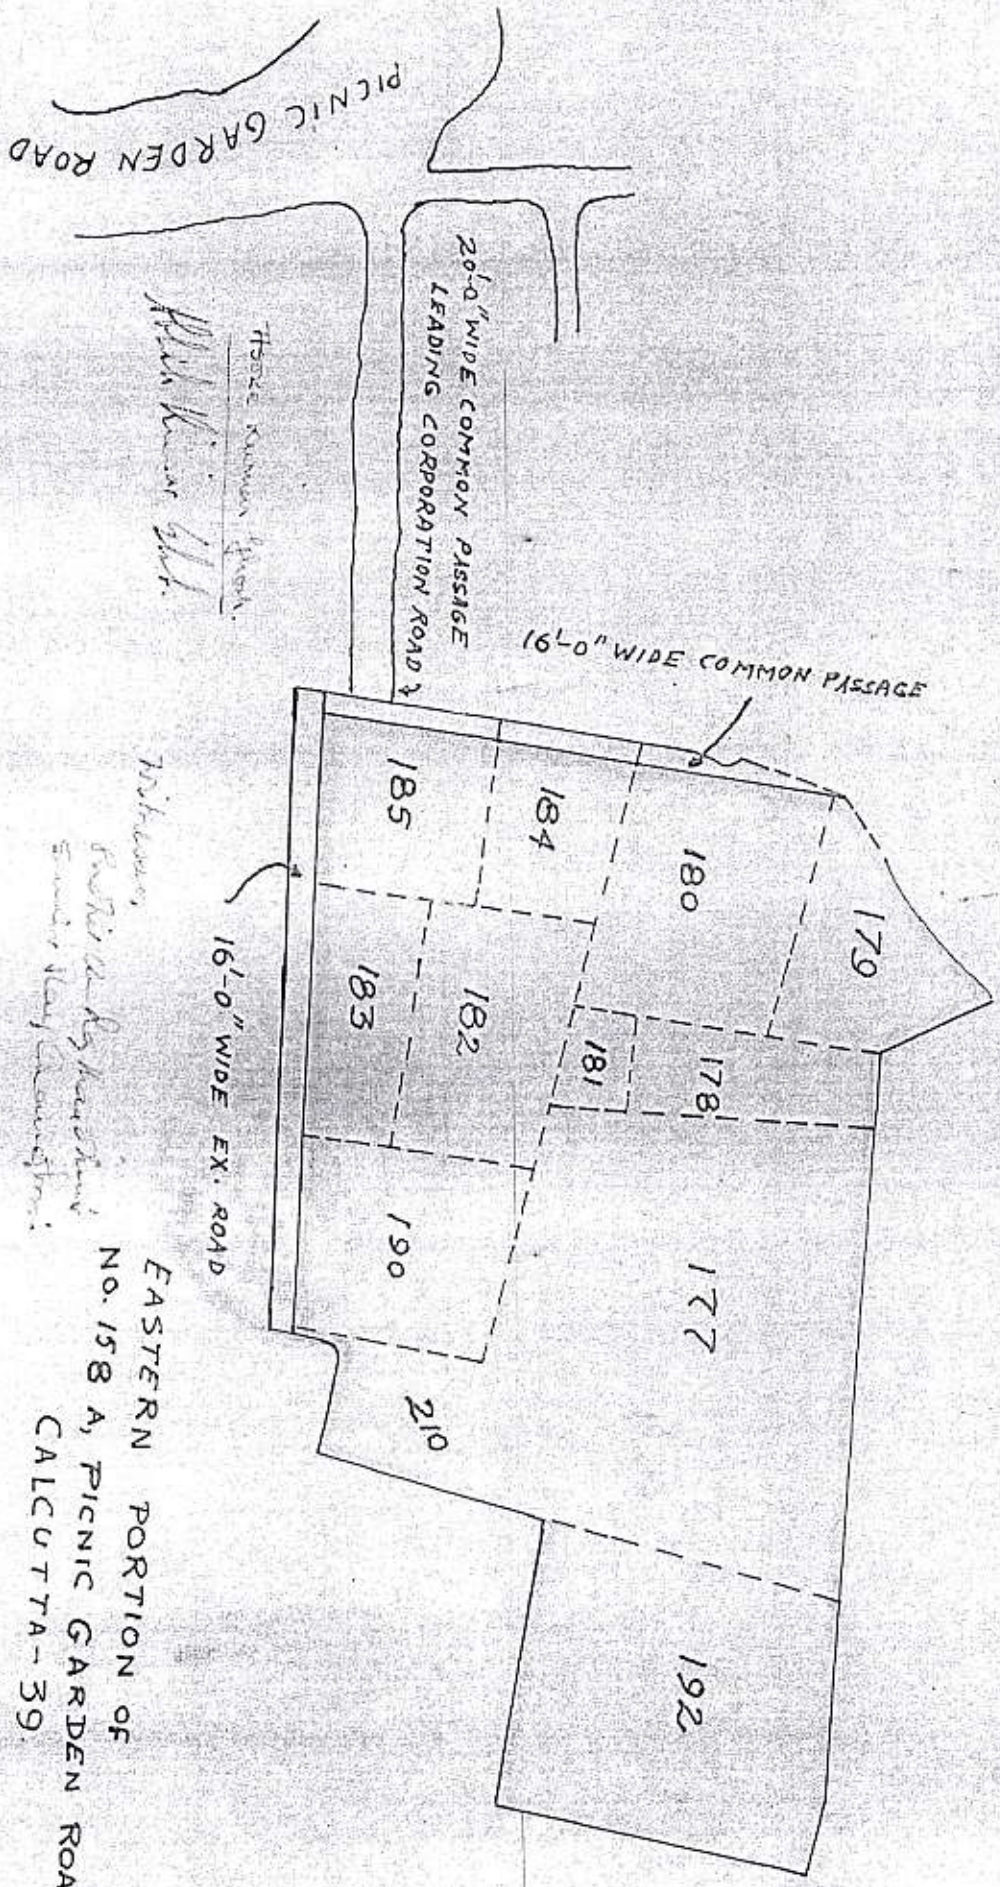 PICNIC GARDEN ROAD
20'-0" WIDE COMMON PASSAGE
LEADING CORPORATION ROAD
16'-0" WIDE COMMON PASSAGE
179
180
184
185
178
181
182
183
177
190
210
192
16'-0" WIDE EX. ROAD
Kumar
Kumar
EASTERN PORTION OF
NO. 158 A, PICNIC GARDEN ROA
CALCUTTA-39.